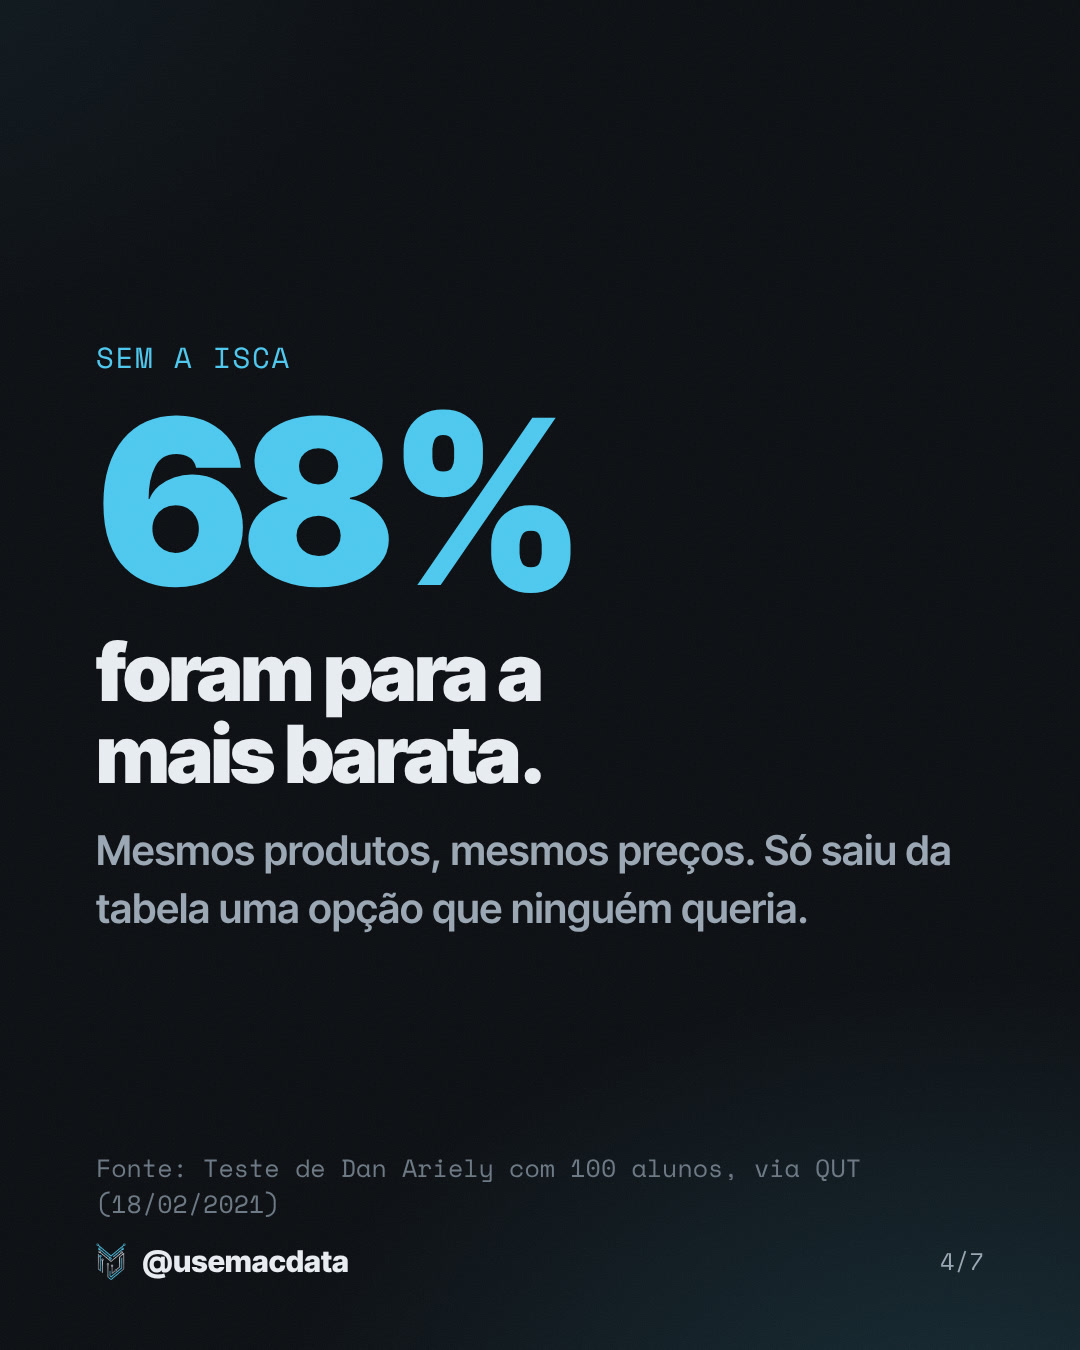 SEM A ISCA
68%
foram para a
mais barata.
Mesmos produtos, mesmos preços. Só saiu da
tabela uma opção que ninguém queria.
Fonte: Teste de Dan Ariely com 100 alunos, via QUT
(18/02/2021)
@usemacdata
4/7